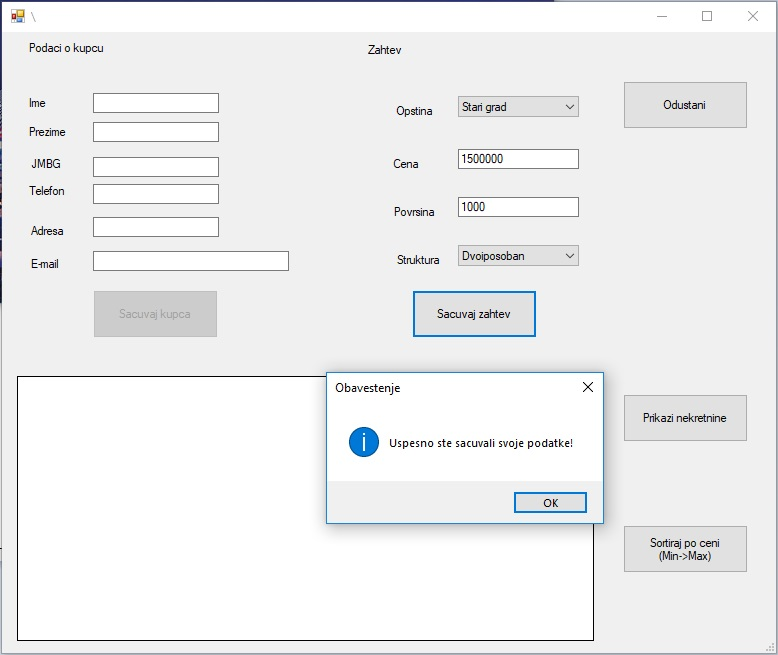 \
Podaci o kupcu
Zahtev
Ime
Prezime
JMBG
Telefon
Adresa
E-mail
Sacuvaj kupca
Opstina
Stari grad
Cena
1500000
Povrsina
1000
Struktura
Dvoiposoban
Sacuvaj zahtev
Odustani
Obavestenje
i
Uspesno ste sacuvali svoje podatke!
OK
Prikazi nekretnine
Sortiraj po ceni
(Min->Max)